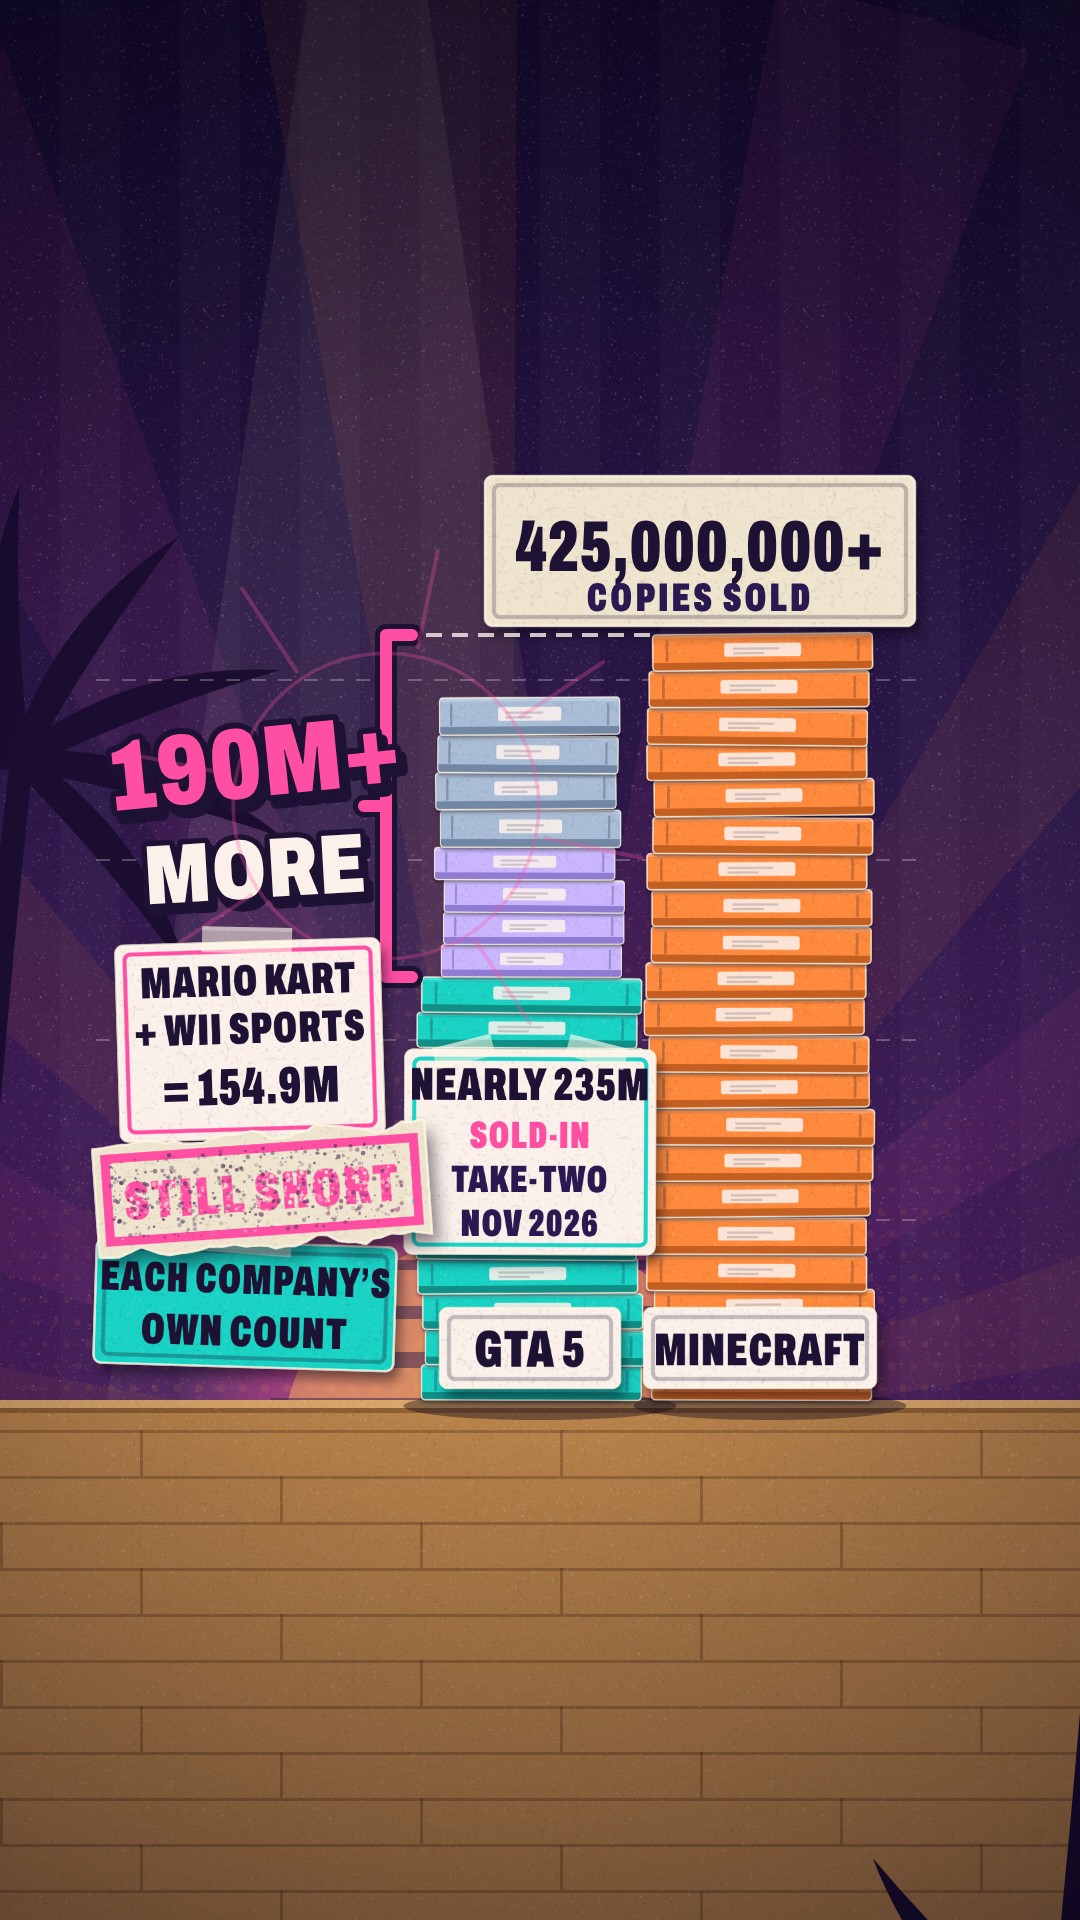 425,000,000+
COPIES SOLD
190M+
MORE
MARIO KART
+ WII SPORTS
= 154.9M
STILL SHORT
EACH COMPANY'S
OWN COUNT
NEARLY 235M
SOLD-IN
TAKE-TWO
NOV 2026
GTA 5
MINECRAFT